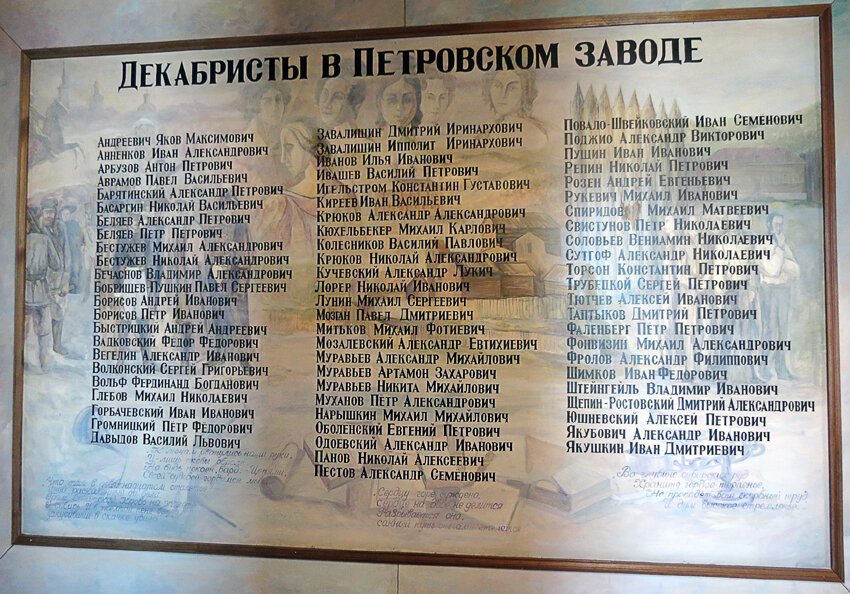 Декабристы в Петровском заводе
Андреевич Яков Максимович
Анненков Иван Александрович
Арбузов Антон Петрович
Аврамов Павел Васильевич
Барятинский Александр Петрович
Басаргин Николай Васильевич
Беляев Александр Петрович
Беляев Петр Петрович
Бестужев Михаил Александрович
Бестужев Николай Александрович
Бечаснов Владимир Александрович
Бобрищев Пушкин Павел Сергеевич
Борисов Андрей Иванович
Борисов Петр Иванович
Быстрицкий Андрей Андреевич
Вадковский Федор Федорович
Вегелин Александр Иванович
Волконский Сергей Григорьевич
Вольф Фердинанд Богданович
Глебов Михаил Николаевич
Горбачевский Иван Иванович
Громницкий Петр Фёдорович
Давыдов Василий Львович
Завалишин Дмитрий Иринархович
Завалишин Ипполит Иринархович
Иванов Илья Иванович
Ивашев Василий Петрович
Игельстром Константин Густавович
Киреев Иван Васильевич
Крюков Александр Александрович
Кюхельбекер Михаил Карлович
Колесников Василий Павлович
Крюков Николай Александрович
Кучевский Александр Лукич
Лорер Николай Иванович
Лунин Михаил Сергеевич
Мозган Павел Дмитриевич
Митьков Михаил Фотиевич
Мозалевский Александр Евтихиевич
Муравьев Александр Михайлович
Муравьев Артамон Захарович
Муравьев Никита Михайлович
Муханов Петр Александрович
Нарышкин Михаил Михайлович
Оболенский Евгений Петрович
Одоевский Александр Иванович
Панов Николай Алексеевич
Пестов Александр Семенович
Повало-Швейковский Иван Семенович
Поджио Александр Викторович
Пущин Иван Иванович
Репин Николай Петрович
Розен Андрей Евгеньевич
Рукевич Михаил Иванович
Спиридов Михаил Матвеевич
Свистунов Петр Николаевич
Соловьев Вениамин Николаевич
Сутгоф Александр Николаевич
Торсон Константин Петрович
Трубецкой Сергей Петрович
Тютчев Алексей Иванович
Таптыков Дмитрий Петрович
Фаленберг Петр Петрович
Фонвизин Михаил Александрович
Фролов Александр Филиппович
Шимков Иван Федорович
Штейнгейль Владимир Иванович
Щепин-Ростовский Дмитрий Александрович
Юшневский Алексей Петрович
Якубович Александр Иванович
Якушкин Иван Дмитриевич
Во глубине сибирских руд
Храните гордое терпенье,
Не пропадет ваш скорбный труд
И дум высокое стремленье.